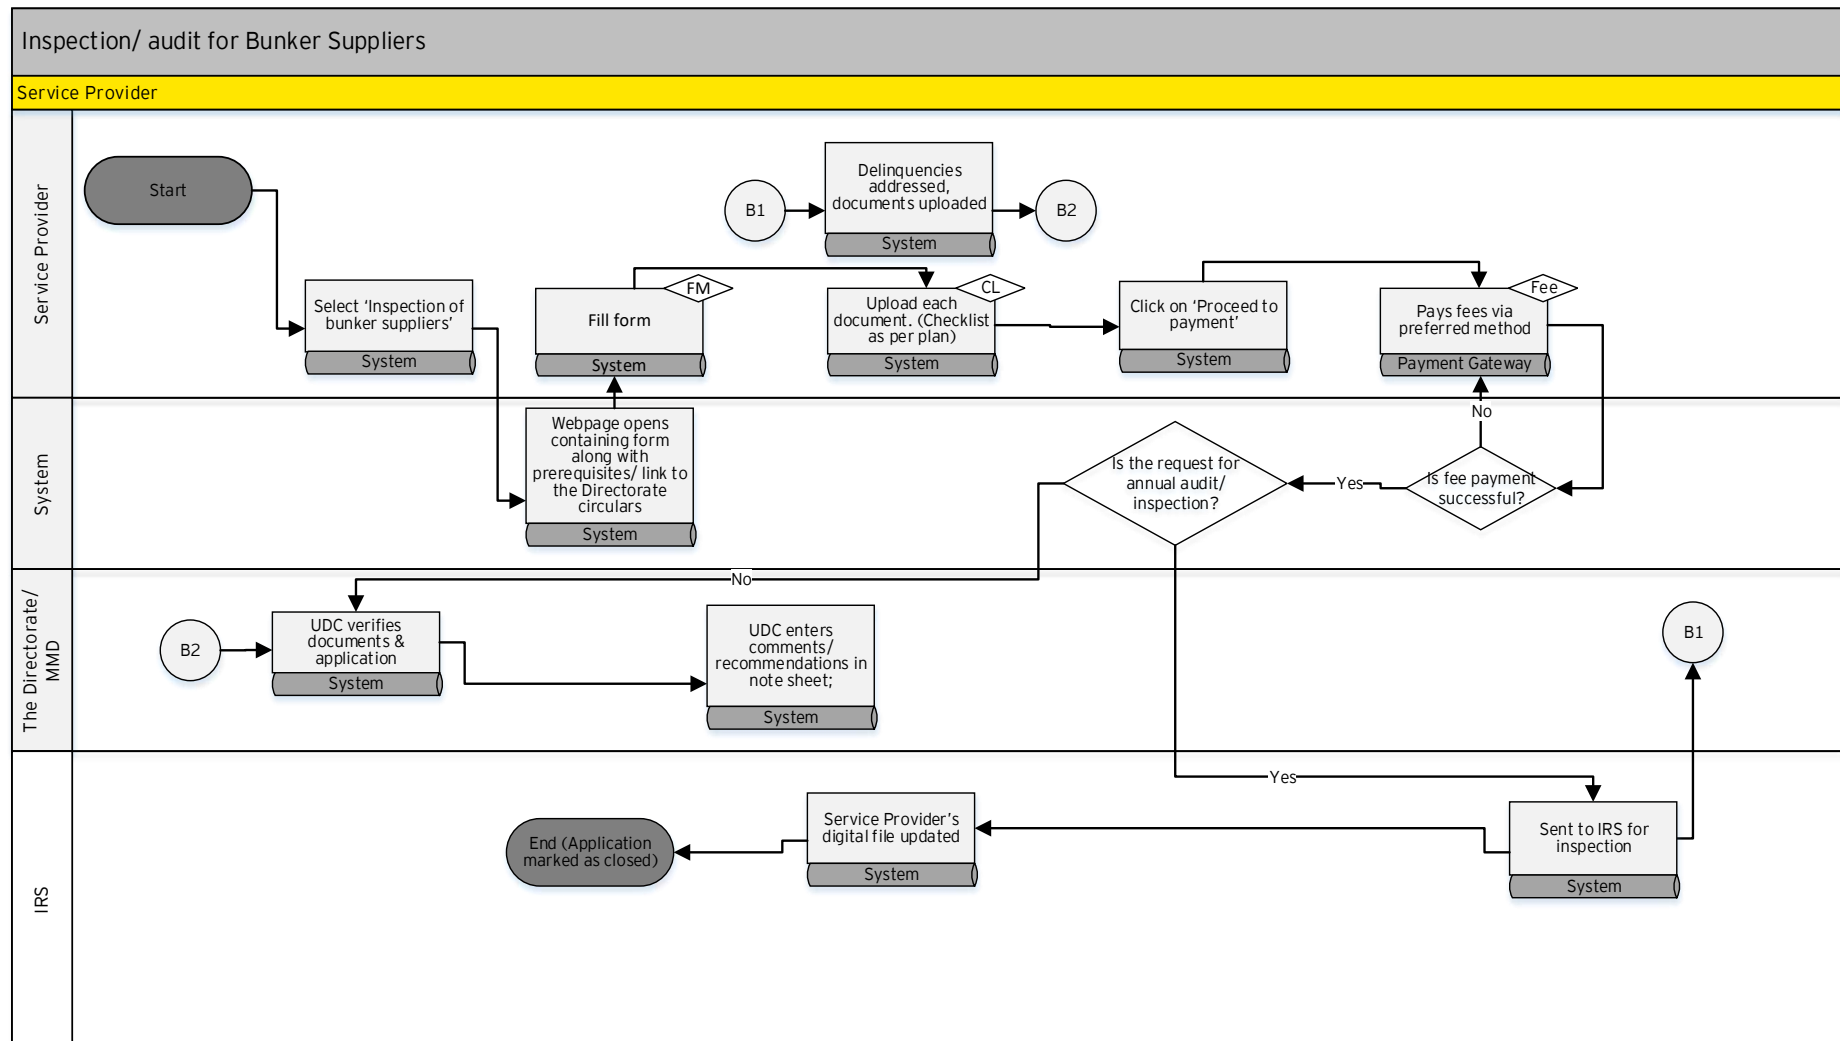 Inspection/ audit for Bunker Suppliers
Service Provider
Service Provider
Start
B1
Delinquencies
addressed,
documents uploaded
System
B2
Select ‘Inspection of
bunker suppliers’
System
FM
Fill form
System
CL
Upload each
document. (Checklist
as per plan)
System
Click on ‘Proceed to
payment’
System
Fee
Pays fees via
preferred method
Payment Gateway
System
Webpage opens
containing form
along with
prerequisites/ link to
the Directorate
circulars
System
Is the request for
annual audit/
inspection?
Yes
No
Is fee payment
successful?
The Directorate/
MMD
No
B2
UDC verifies
documents &
application
System
UDC enters
comments/
recommendations in
note sheet;
System
B1
IRS
Yes
End (Application
marked as closed)
Service Provider’s
digital file updated
System
Sent to IRS for
inspection
System